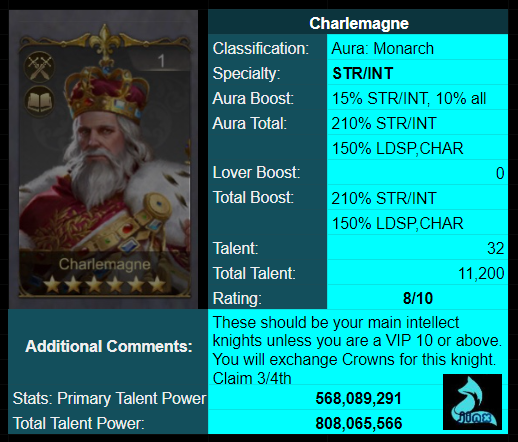 Charlemagne
Classification: Aura: Monarch
Specialty: STR/INT
Aura Boost: 15% STR/INT, 10% all
Aura Total: 210% STR/INT
150% LDSP,CHAR
Lover Boost: 0
Total Boost: 210% STR/INT
150% LDSP,CHAR
Talent: 32
Total Talent: 11,200
Rating: 8/10
1
Charlemagne
Additional Comments:
These should be your main intellect
knights unless you are a VIP 10 or above.
You will exchange Crowns for this knight.
Claim 3/4th
Stats: Primary Talent Power 568,089,291
Total Talent Power: 808,065,566